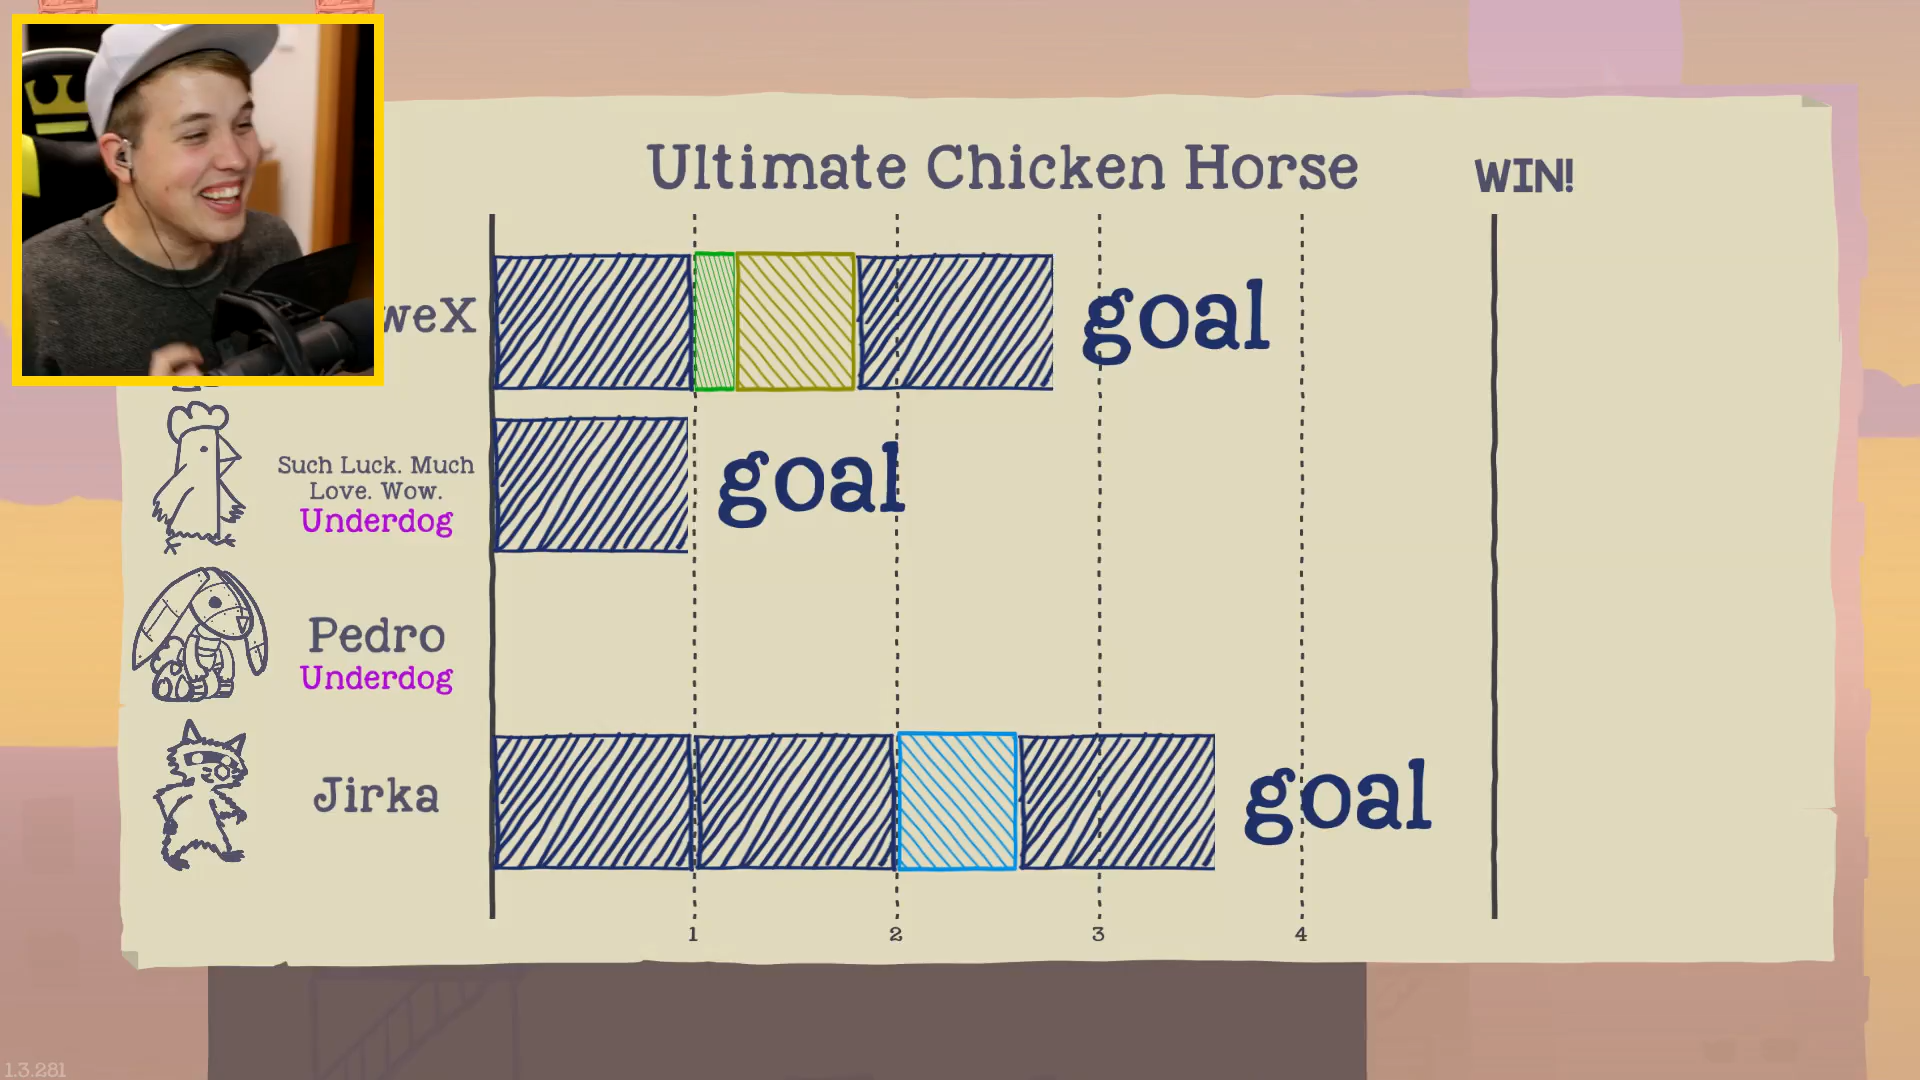 Ultimate Chicken Horse
WIN!
weX
goal
Such Luck. Much
Love. Wow.
Underdog
goal
Pedro
Underdog
Jirka
goal
1
2
3
4
1.3.281